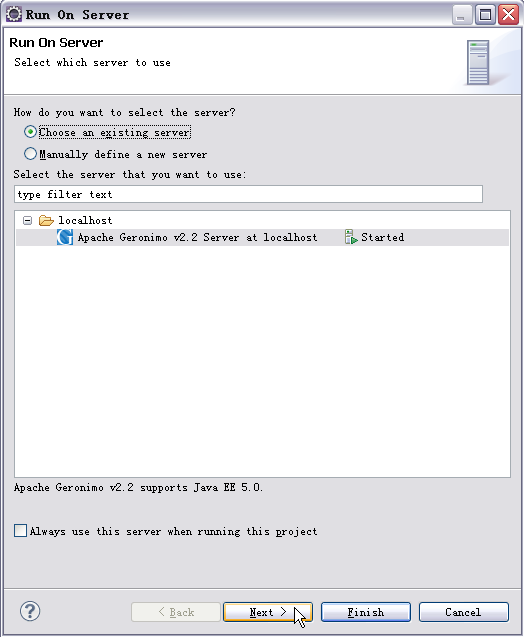 Run On Server
Run On Server
Select which server to use
How do you want to select the server?
Choose an existing server
Manually define a new server
Select the server that you want to use:
type filter text
localhost
Apache Geronimo v2.2 Server at localhost Started
Apache Geronimo v2.2 supports Java EE 5.0.
Always use this server when running this project
? < Back Next > Finish Cancel